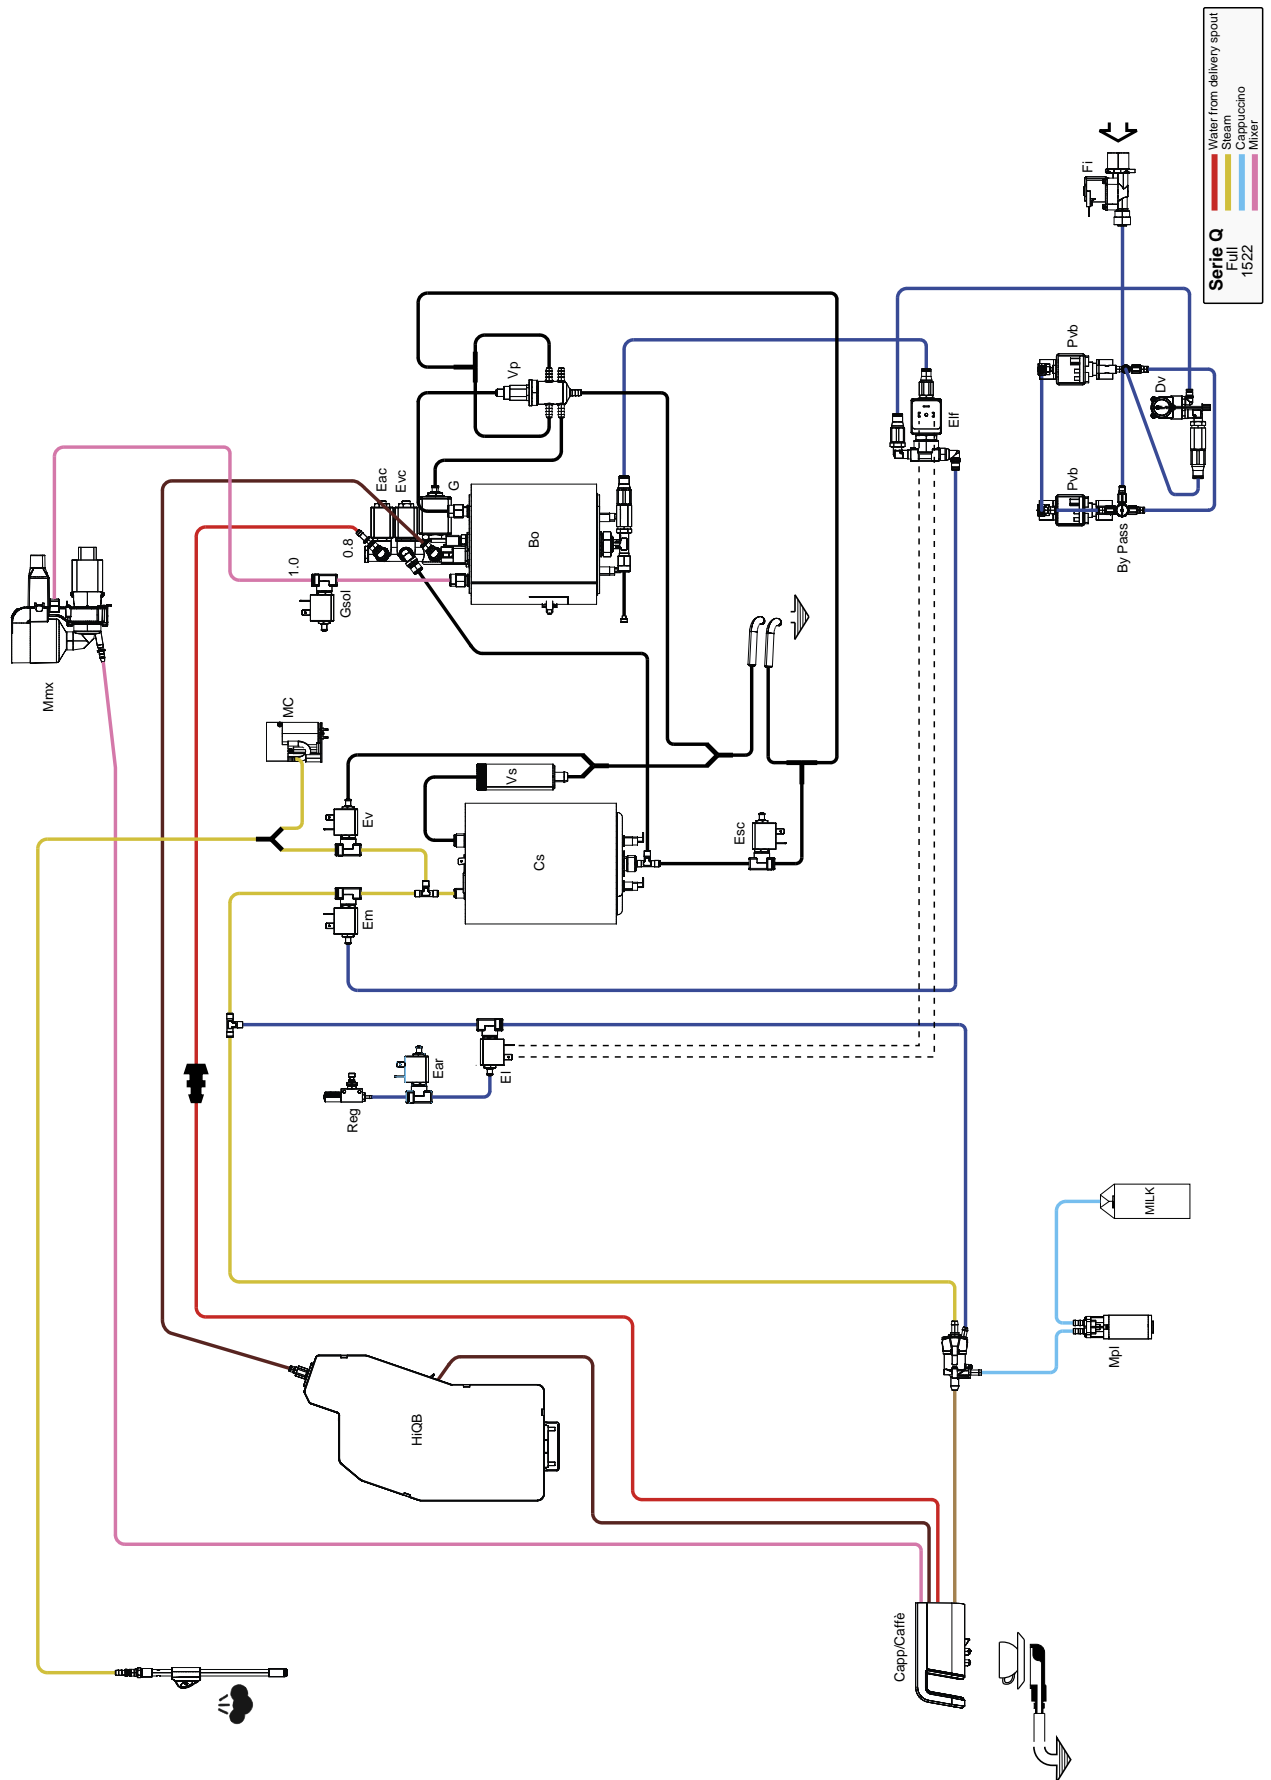 Serie Q
Full
1522
Water from delivery spout
Steam
Cappuccino
Mixer
Mmx
MC
Gsol
1.0
0.8
Eac
Evc
G
Vp
Bo
Elf
Fi
Pvb
Pvb
Dv
By Pass
Ev
Em
Vs
Cs
Esc
Reg
Ear
El
HiQB
Mpl
MILK
Capp/Caffè